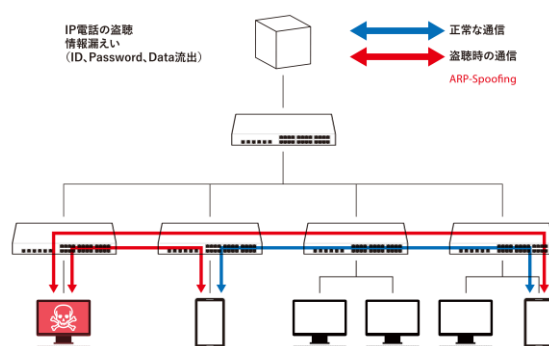 IP電話の盗聴
情報漏えい
(ID、Password、Data流出)
正常な通信
盗聴時の通信
ARP-Spoofing